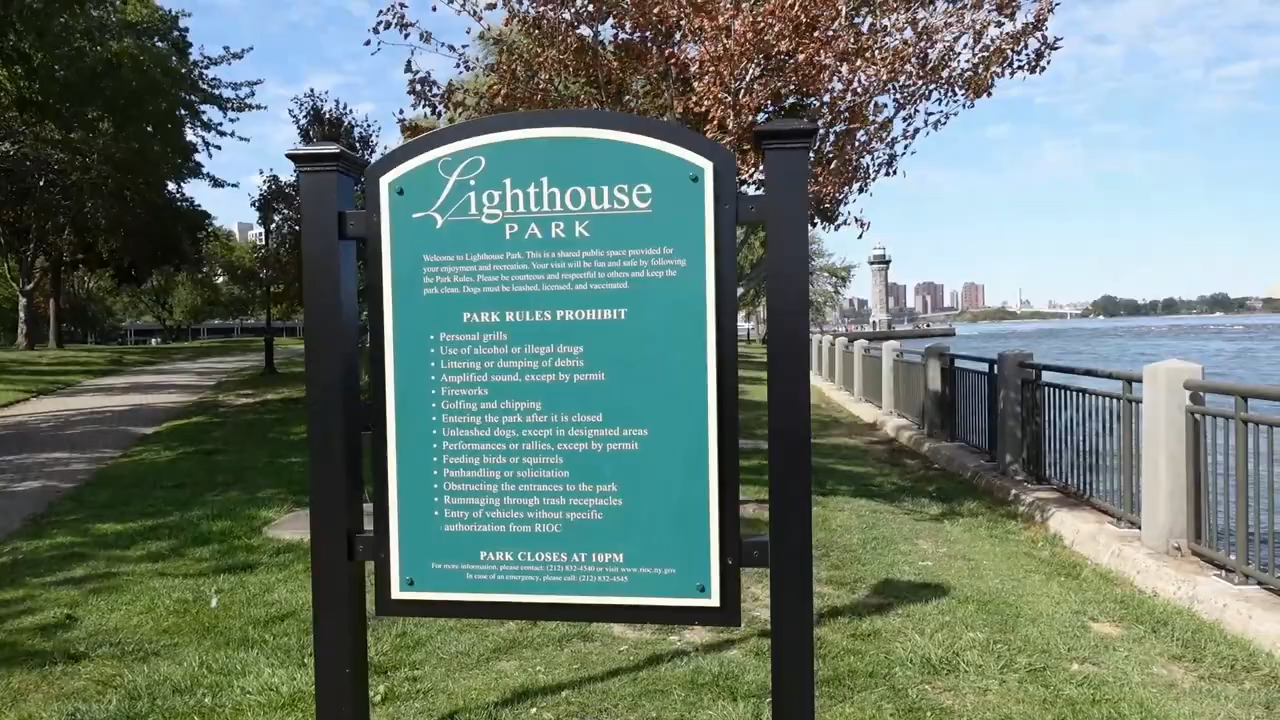 Lighthouse
PARK
Welcome to Lighthouse Park. This is a shared public space provided for
your enjoyment and recreation. Your visit will be fun and safe by following
the Park Rules. Please be courteous and respectful to others and keep the
park clean. Dogs must be leashed, licensed, and vaccinated.
PARK RULES PROHIBIT
• Personal grills
• Use of alcohol or illegal drugs
• Littering or dumping of debris
• Amplified sound, except by permit
• Fireworks
• Golfing and chipping
• Entering the park after it is closed
• Unleashed dogs, except in designated areas
• Performances or rallies, except by permit
• Feeding birds or squirrels
• Panhandling or solicitation
• Obstructing the entrances to the park
• Rummaging through trash receptacles
• Entry of vehicles without specific
authorization from RIOC
PARK CLOSES AT 10PM
For more information, please contact: (212) 832-4540 or visit www.rioc.ny.gov
In case of an emergency, please call: (212) 832-4545